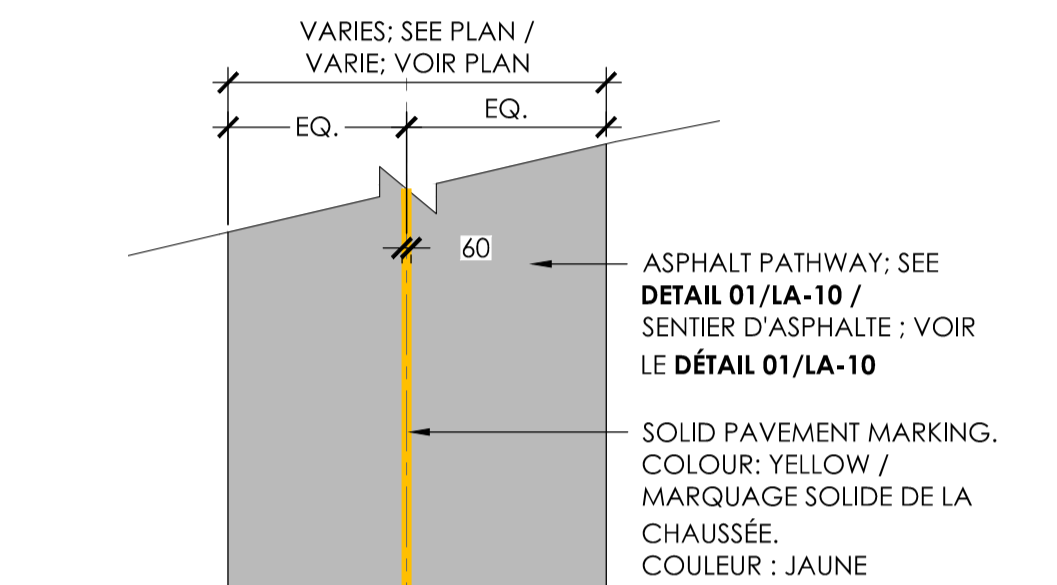 VARIES; SEE PLAN /
VARIE; VOIR PLAN
EQ.
EQ.
60
ASPHALT PATHWAY; SEE
DETAIL 01/LA-10 /
SENTIER D'ASPHALTE ; VOIR
LE DÉTAIL 01/LA-10
SOLID PAVEMENT MARKING.
COLOUR: YELLOW /
MARQUAGE SOLIDE DE LA
CHAUSSÉE.
COULEUR : JAUNE